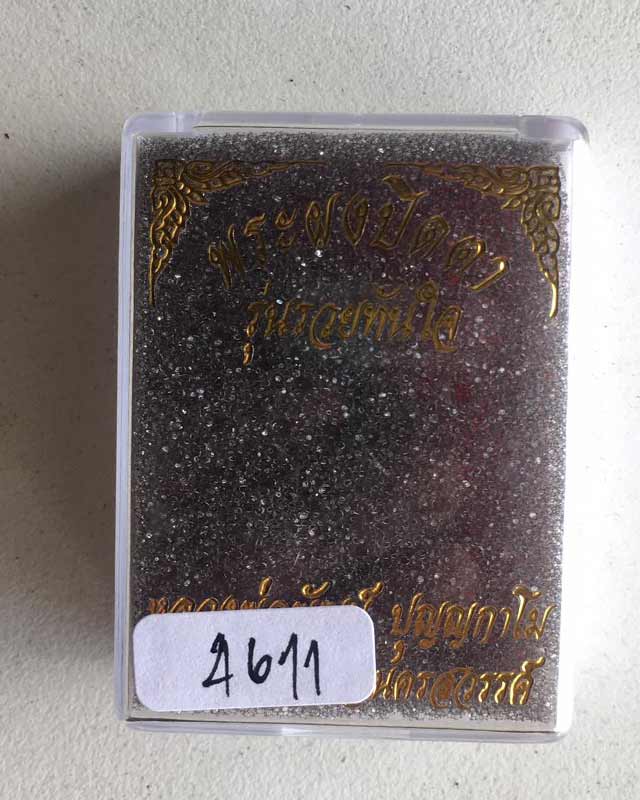 พระผงปิดตา
รุ่นรวยทันใจ
ปุญญกาโม
นครสวรรค์
4611